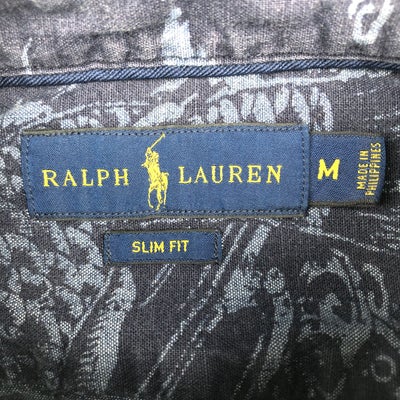 RALPH LAUREN
M
MADE IN
PHILIPPINES
SLIM FIT